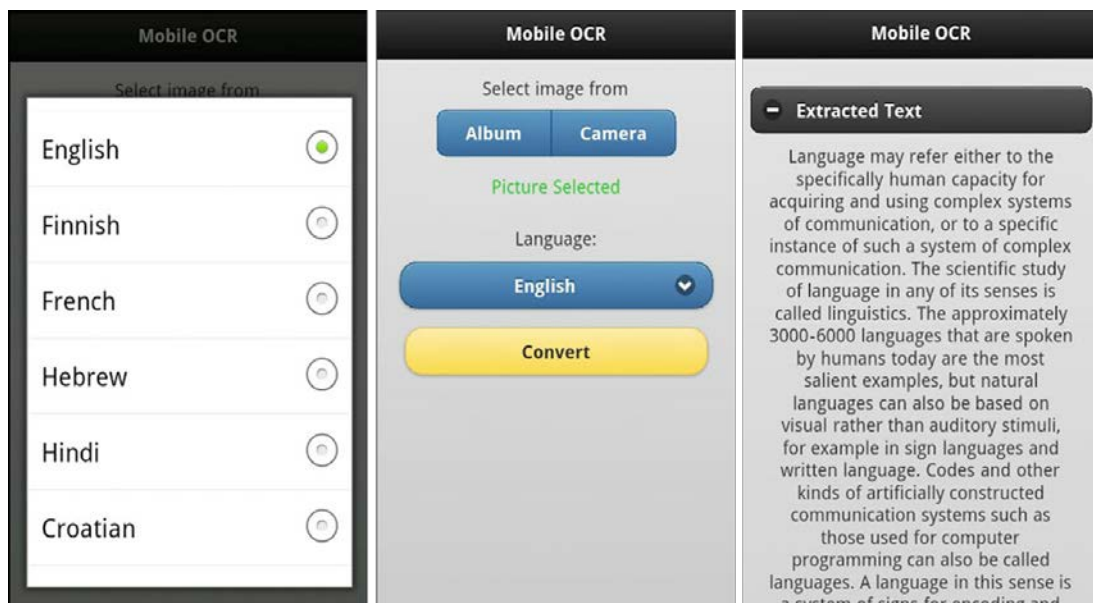 Mobile OCR
Select image from
English
Finnish
French
Hebrew
Hindi
Croatian
Mobile OCR
Select image from
Album Camera
Picture Selected
Language:
English
Convert
Mobile OCR
Extracted Text
Language may refer either to the
specifically human capacity for
acquiring and using complex systems
of communication, or to a specific
instance of such a system of complex
communication. The scientific study
of language in any of its senses is
called linguistics. The approximately
3000-6000 languages that are spoken
by humans today are the most
salient examples, but natural
languages can also be based on
visual rather than auditory stimuli,
for example in sign languages and
written language. Codes and other
kinds of artificially constructed
communication systems such as
those used for computer
programming can also be called
languages. A language in this sense is
a system of signs for encoding and